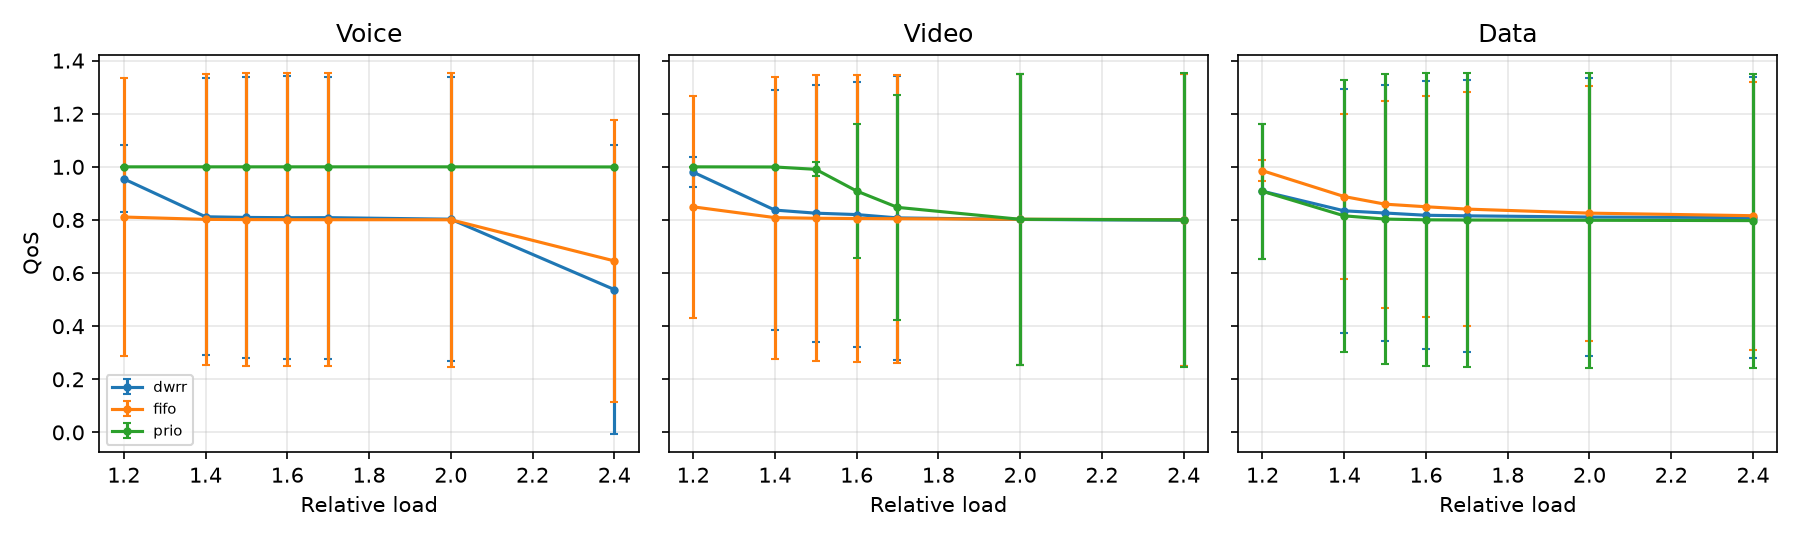 Voice
Video
Data
QoS
1.4
1.2
1.0
0.8
0.6
0.4
0.2
0.0
dwrr
fifo
prio
1.2 1.4 1.6 1.8 2.0 2.2 2.4
1.2 1.4 1.6 1.8 2.0 2.2 2.4
1.2 1.4 1.6 1.8 2.0 2.2 2.4
Relative load
Relative load
Relative load